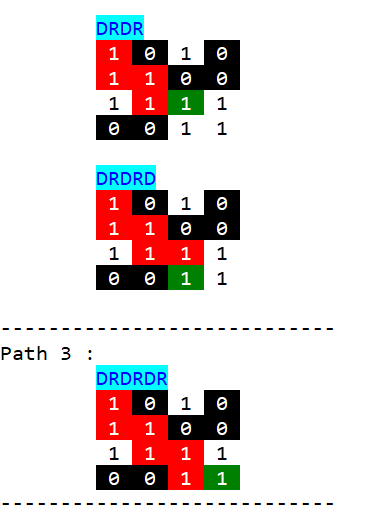 DRDR
1 0 1 0
1 1 0 0
1 1 1 1
0 0 1 1
DRDRD
1 0 1 0
1 1 0 0
1 1 1 1
0 0 1 1
----------------------------
Path 3 :
DRDRDR
1 0 1 0
1 1 0 0
1 1 1 1
0 0 1 1
----------------------------